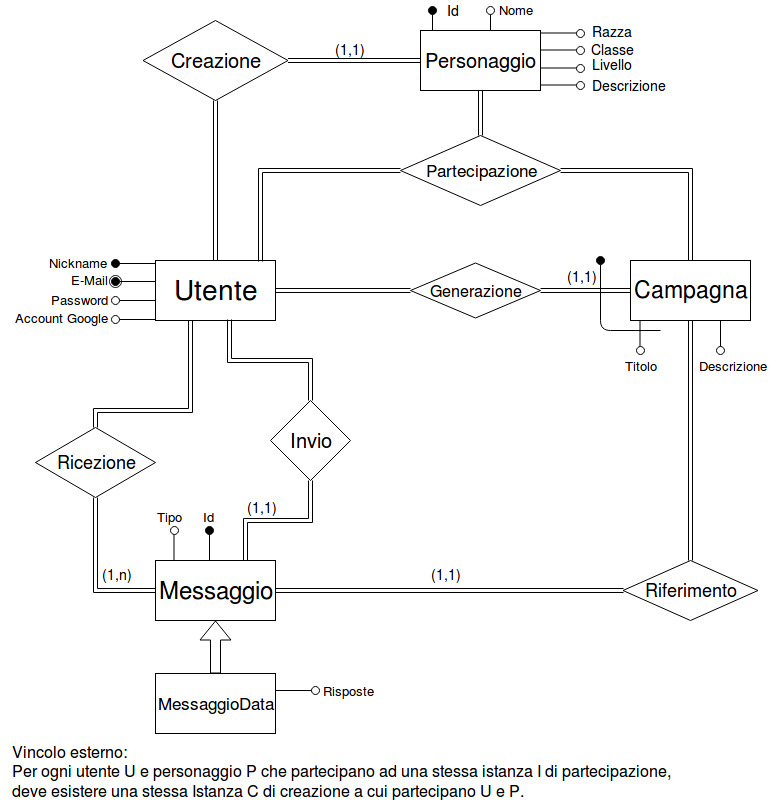 Id
Nome
Razza
Classe
Livello
Descrizione
Creazione
(1,1)
Personaggio
Partecipazione
Nickname
E-Mail
Password
Account Google
Utente
Generazione
(1,1)
Campagna
Titolo
Descrizione
Ricezione
Invio
Tipo
Id
(1,1)
(1,n)
Messaggio
(1,1)
Riferimento
MessaggioData
Risposte
Vincolo esterno:
Per ogni utente U e personaggio P che partecipano ad una stessa istanza I di partecipazione,
deve esistere una stessa Istanza C di creazione a cui partecipano U e P.